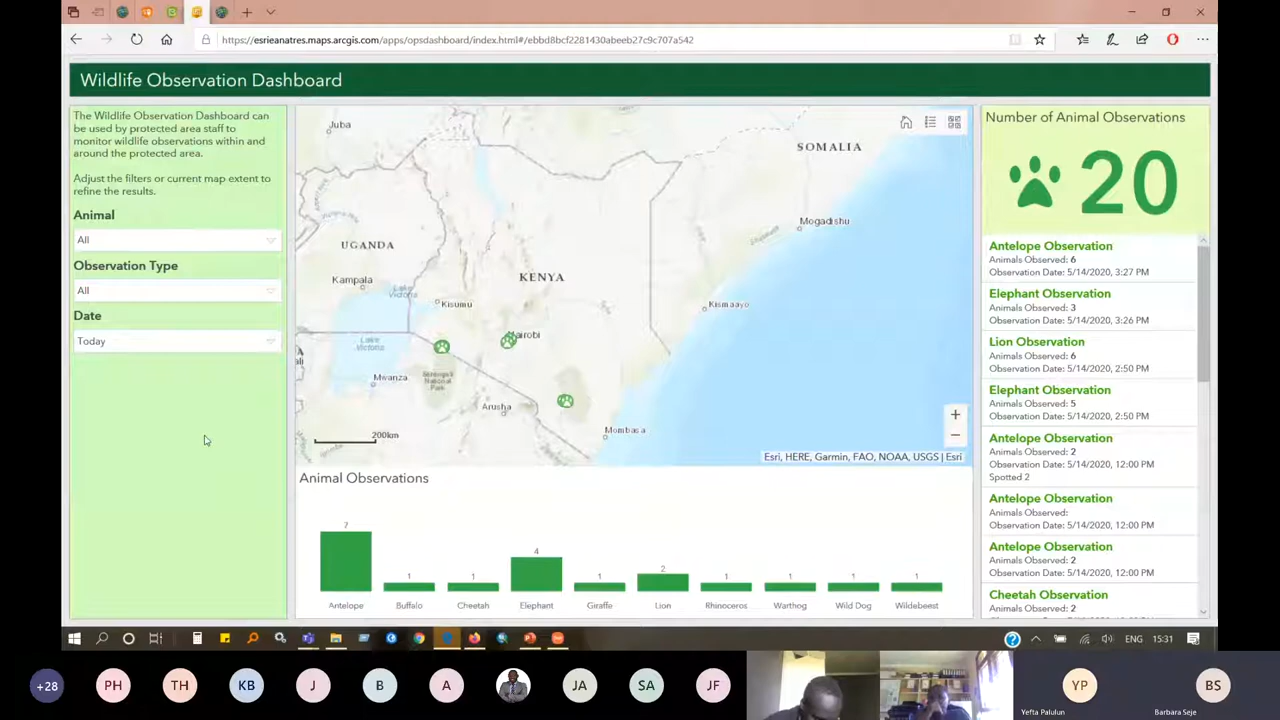 https://esrieanatres.maps.arcgis.com/apps/opsdashboard/index.html#/ebbd8bcf2281430abeeb27c9c707a542
Wildlife Observation Dashboard
The Wildlife Observation Dashboard can
be used by protected area staff to
monitor wildlife observations within and
around the protected area.
Adjust the filters or current map extent to
refine the results.
Animal
All
Observation Type
All
Date
Today
Juba
SOMALIA
Mogadishu
UGANDA
Kampala
Lake
Victoria
KENYA
Kisumu
Kismaayo
Nairobi
Lake
Victoria
Mwanza
Serengeti
National
Park
Arusha
Mombasa
200km
+
−
Esri, HERE, Garmin, FAO, NOAA, USGS | Esri
Animal Observations
7
1
1
4
1
2
1
1
1
1
Antelope
Buffalo
Cheetah
Elephant
Giraffe
Lion
Rhinoceros
Warthog
Wild Dog
Wildebeest
Number of Animal Observations
20
Antelope Observation
Animals Observed: 6
Observation Date: 5/14/2020, 3:27 PM
Elephant Observation
Animals Observed: 3
Observation Date: 5/14/2020, 3:26 PM
Lion Observation
Animals Observed: 6
Observation Date: 5/14/2020, 2:50 PM
Elephant Observation
Animals Observed: 5
Observation Date: 5/14/2020, 2:50 PM
Antelope Observation
Animals Observed: 2
Observation Date: 5/14/2020, 12:00 PM
Spotted 2
Antelope Observation
Animals Observed:
Observation Date: 5/14/2020, 12:00 PM
Antelope Observation
Animals Observed: 2
Observation Date: 5/14/2020, 12:00 PM
Cheetah Observation
Animals Observed: 2
ENG
15:31
+28
PH
TH
KB
J
B
A
JA
SA
JF
YP
Yefta Palulun
BS
Barbara Seje